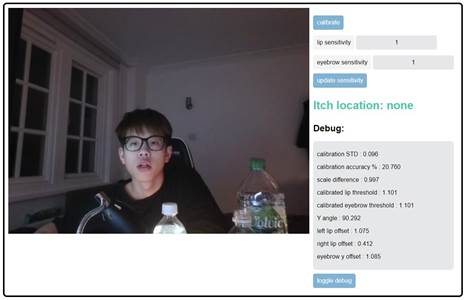 calibrate
lip sensitivity 1
eyebrow sensitivity 1
update sensitivity
Itch location: none
Debug:
calibration STD : 0.096
calibration accuracy % : 20.760
scale difference : 0.997
calibrated lip threshold : 1.101
calibrated eyebrow threshold : 1.101
Y angle : 90.292
left lip offset : 1.075
right lip offset : 0.412
eyebrow y offset : 1.085
toggle debug
volvic